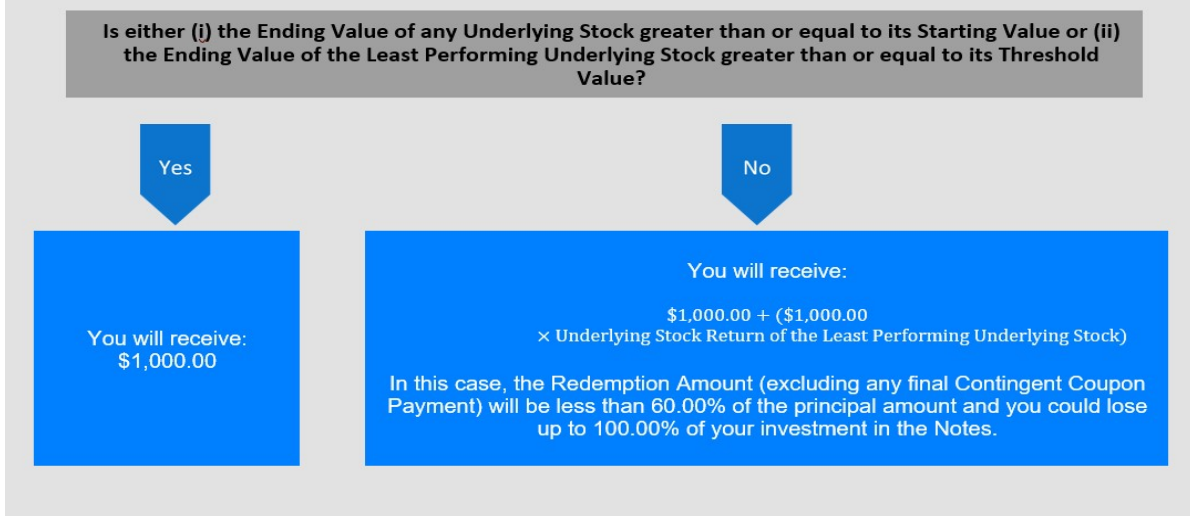 Is either (i) the Ending Value of any Underlying Stock greater than or equal to its Starting Value or (ii)
the Ending Value of the Least Performing Underlying Stock greater than or equal to its Threshold
Value?
Yes
No
You will receive:
$1,000.00
You will receive:
$1,000.00 + ($1,000.00
× Underlying Stock Return of the Least Performing Underlying Stock)
In this case, the Redemption Amount (excluding any final Contingent Coupon
Payment) will be less than 60.00% of the principal amount and you could lose
up to 100.00% of your investment in the Notes.